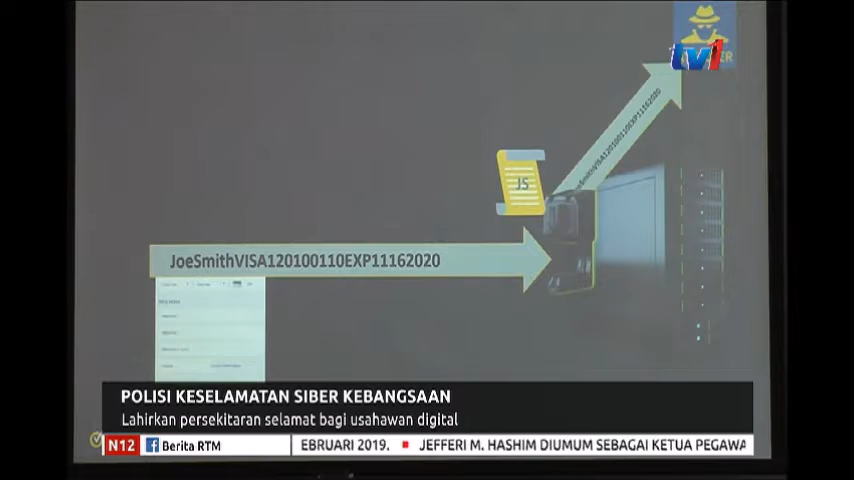 tv1
JoeSmithVISA120100110EXP11162020
JS
JoeSmithVISA120100110EXP11162020
POLISI KESELAMATAN SIBER KEBANGSAAN
Lahirkan persekitaran selamat bagi usahawan digital
N12
Berita RTM
EBRUARI 2019. ▪ JEFFERI M. HASHIM DIUMUM SEBAGAI KETUA PEGAWA